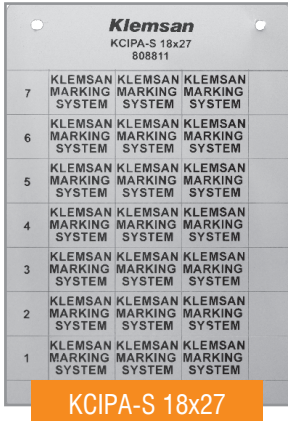 Klemsan
KCIPA-S 18x27
808811
KLEMSAN KLEMSAN KLEMSAN
7 MARKING MARKING MARKING
SYSTEM SYSTEM SYSTEM
KLEMSAN KLEMSAN KLEMSAN
6 MARKING MARKING MARKING
SYSTEM SYSTEM SYSTEM
KLEMSAN KLEMSAN KLEMSAN
5 MARKING MARKING MARKING
SYSTEM SYSTEM SYSTEM
KLEMSAN KLEMSAN KLEMSAN
4 MARKING MARKING MARKING
SYSTEM SYSTEM SYSTEM
KLEMSAN KLEMSAN KLEMSAN
3 MARKING MARKING MARKING
SYSTEM SYSTEM SYSTEM
KLEMSAN KLEMSAN KLEMSAN
2 MARKING MARKING MARKING
SYSTEM SYSTEM SYSTEM
KLEMSAN KLEMSAN KLEMSAN
1 MARKING MARKING MARKING
SYSTEM SYSTEM SYSTEM
KCIPA-S 18x27